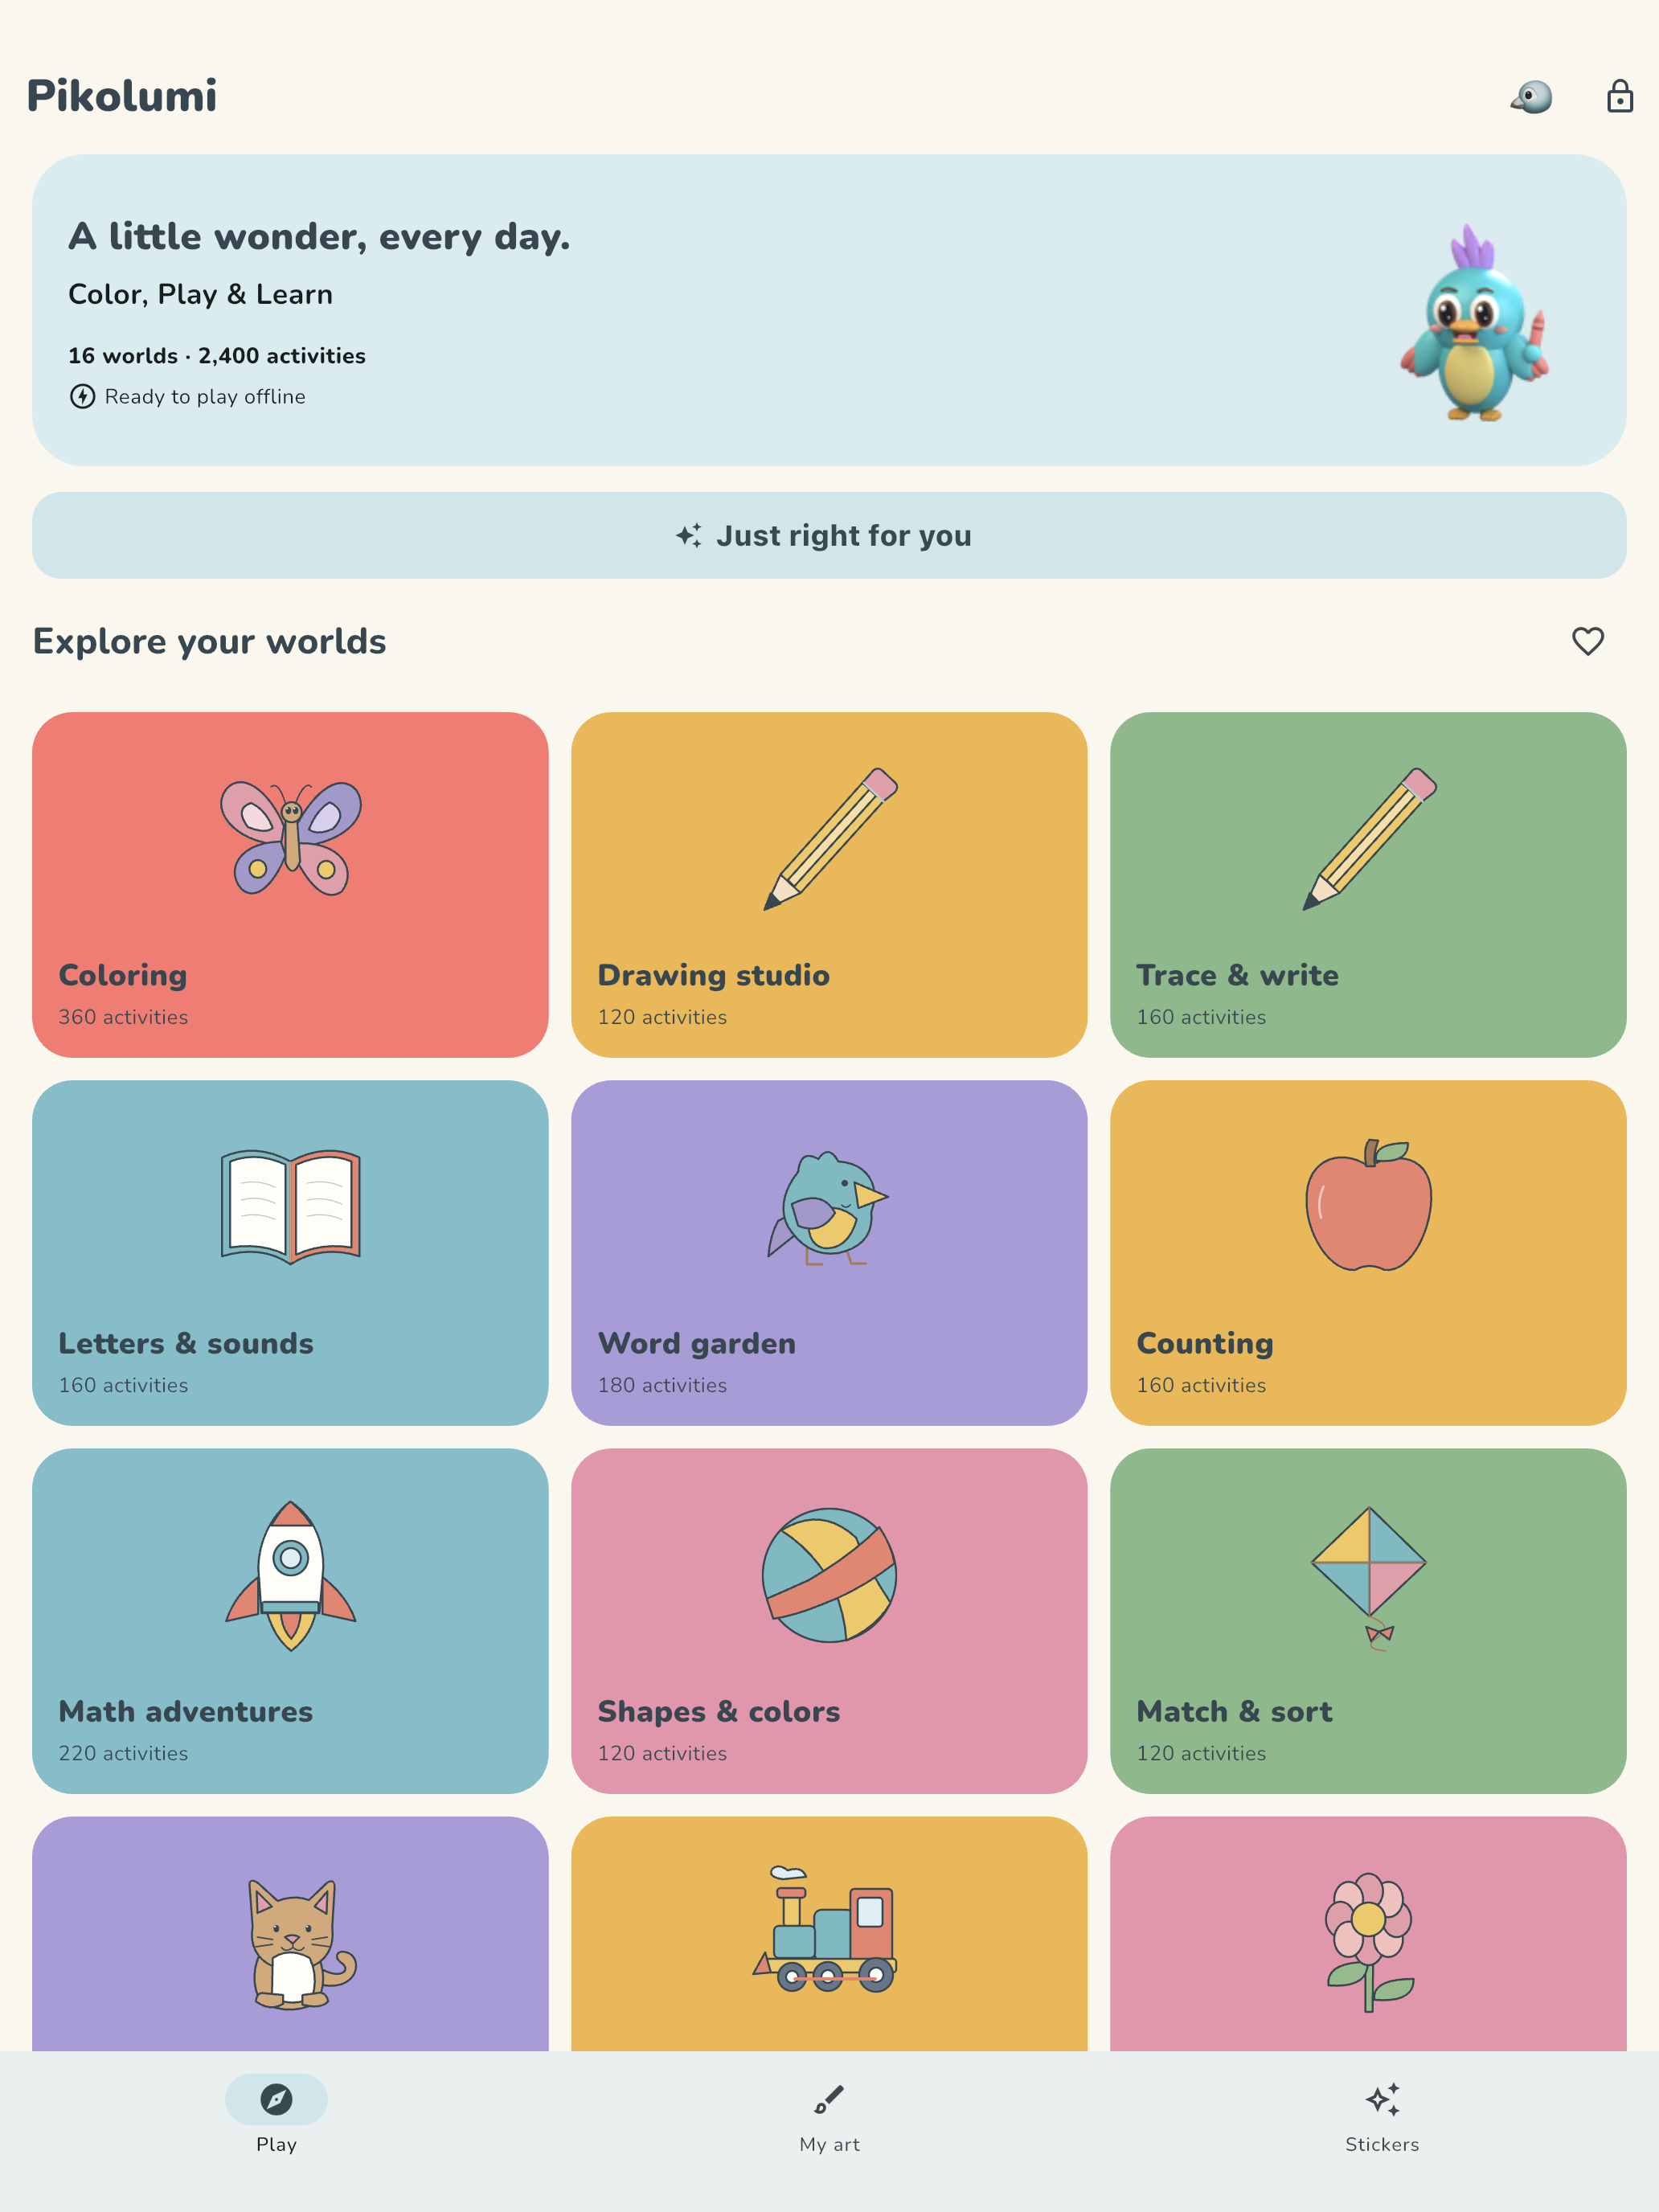 Pikolumi
A little wonder, every day.
Color, Play & Learn
16 worlds · 2,400 activities
Ready to play offline
Just right for you
Explore your worlds
Coloring
360 activities
Drawing studio
120 activities
Trace & write
160 activities
Letters & sounds
160 activities
Word garden
180 activities
Counting
160 activities
Math adventures
220 activities
Shapes & colors
120 activities
Match & sort
120 activities
Play
My art
Stickers